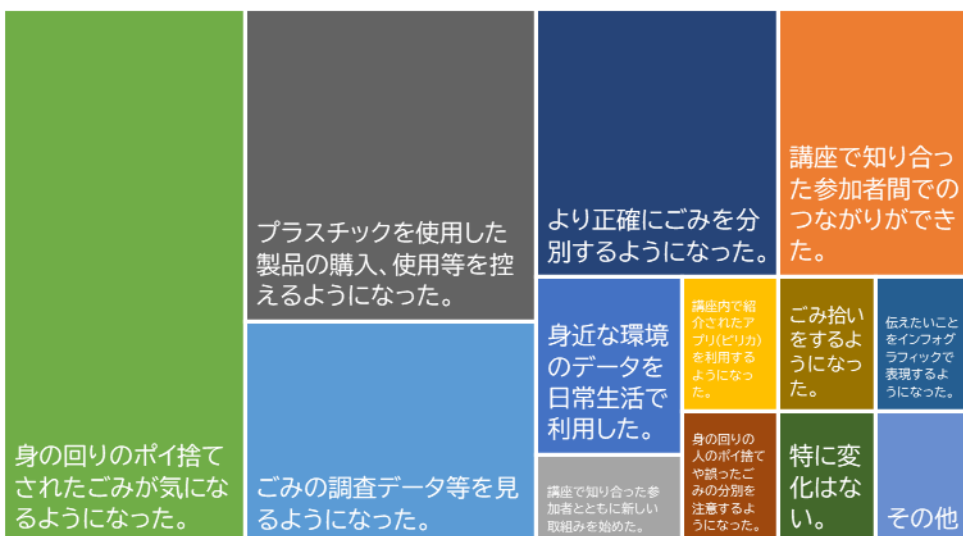 身の回りのポイ捨て
されたごみが気にな
るようになった。
プラスチックを使用した
製品の購入、使用等を控
えるようになった。
ごみの調査データ等を見
るようになった。
より正確にごみを分
別するようになった。
講座で知り合っ
た参加者間での
つながりができ
た。
身近な環境
のデータを
日常生活で
利用した。
講座で知り合った参
加者とともに新しい
取組みを始めた。
講座内で紹
介されたア
プリ(ピリカ)
を利用する
ようになっ
た。
身の回りの
人のポイ捨て
や誤ったご
みの分別を
注意するよ
うになった。
ごみ拾い
をするよ
うになっ
た。
伝えたいこと
をインフォグ
ラフィックで
表現するよ
うになった。
特に変
化はな
い。
その他